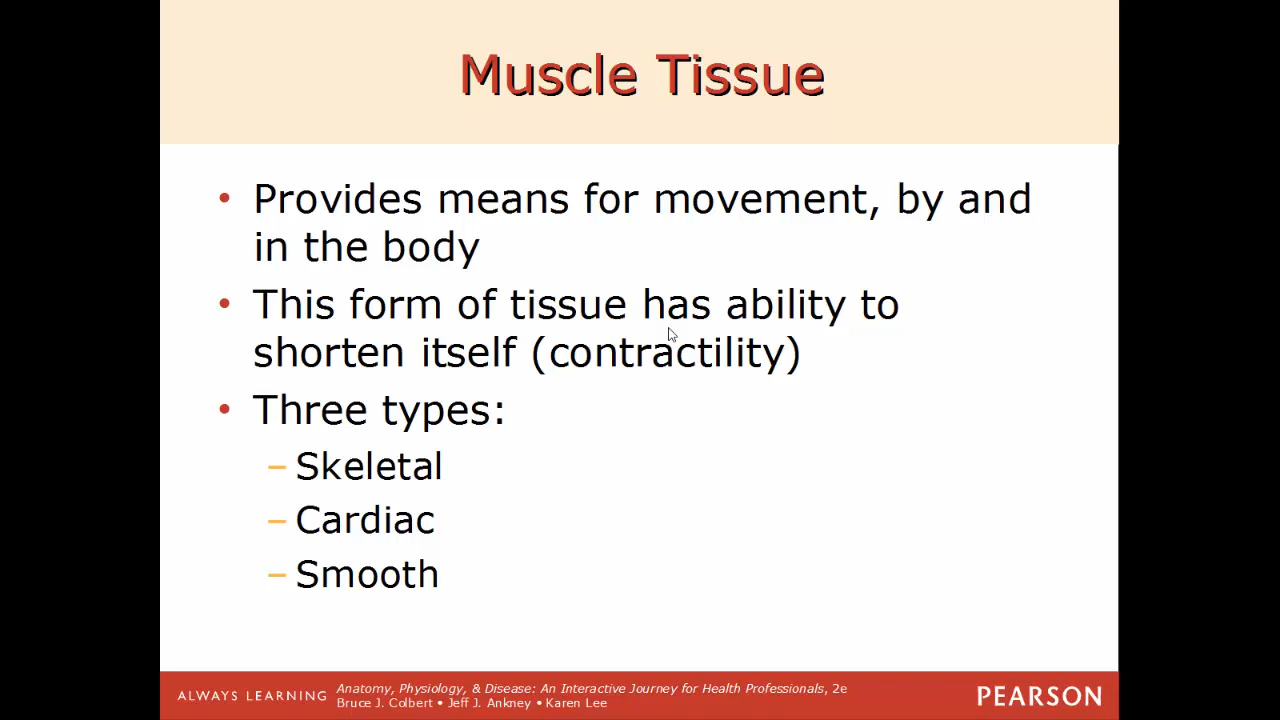 Muscle Tissue
• Provides means for movement, by and
in the body
• This form of tissue has ability to
shorten itself (contractility)
• Three types:
– Skeletal
– Cardiac
– Smooth
ALWAYS LEARNING
Anatomy, Physiology, & Disease: An Interactive Journey for Health Professionals, 2e
Bruce J. Colbert • Jeff J. Ankney • Karen Lee
PEARSON